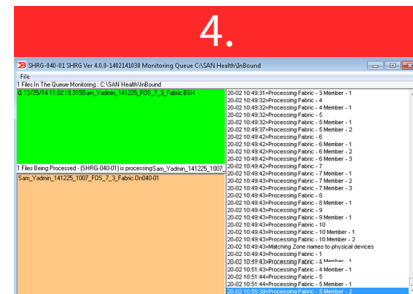 4.
SHRG-040-01 SHRG Ver 4.0.0-1402141038 Monitoring Queue C:\SAN Health\InBound
File
1 Files In The Queue Monitoring : C:\SAN Health\InBound
Q 12/25/14 11:02 | 9.315Sam_Yadmin_141225_FOS_7_3_Fabric.BSH
1 Files Being Processed - (SHRG-040-01) is processingSam_Yadmin_141225_1007_
Sam_Yadmin_141225_1007_FOS_7_3_Fabric.On040-01
20-02 10:49:31>Processing Fabric - 3 Member - 1
20-02 10:49:32>Processing Fabric - 4
20-02 10:49:32>Processing Fabric - 4 Member - 1
20-02 10:49:32>Processing Fabric - 5
20-02 10:49:32>Processing Fabric - 5 Member - 1
20-02 10:49:37>Processing Fabric - 5 Member - 2
20-02 10:49:42>Processing Fabric - 6
20-02 10:49:42>Processing Fabric - 6 Member - 1
20-02 10:49:42>Processing Fabric - 6 Member - 2
20-02 10:49:42>Processing Fabric - 6 Member - 3
20-02 10:49:42>Processing Fabric - 7
20-02 10:49:42>Processing Fabric - 7 Member - 1
20-02 10:49:43>Processing Fabric - 7 Member - 2
20-02 10:49:43>Processing Fabric - 7 Member - 3
20-02 10:49:43>Processing Fabric - 8
20-02 10:49:43>Processing Fabric - 8 Member - 1
20-02 10:49:43>Processing Fabric - 9
20-02 10:49:43>Processing Fabric - 9 Member - 1
20-02 10:49:43>Processing Fabric - 10
20-02 10:49:43>Processing Fabric - 10 Member - 1
20-02 10:49:43>Processing Fabric - 10 Member - 2
20-02 10:49:43>Matching Zone names to physical devices
20-02 10:49:43>Processing Fabric - 1
20-02 10:51:43>Processing Fabric - 4 Member - 1
20-02 10:51:44>Processing Fabric - 5
20-02 10:51:44>Processing Fabric - 5 Member - 1
20-02 10:55:39>Processing Fabric - 5 Member - 2